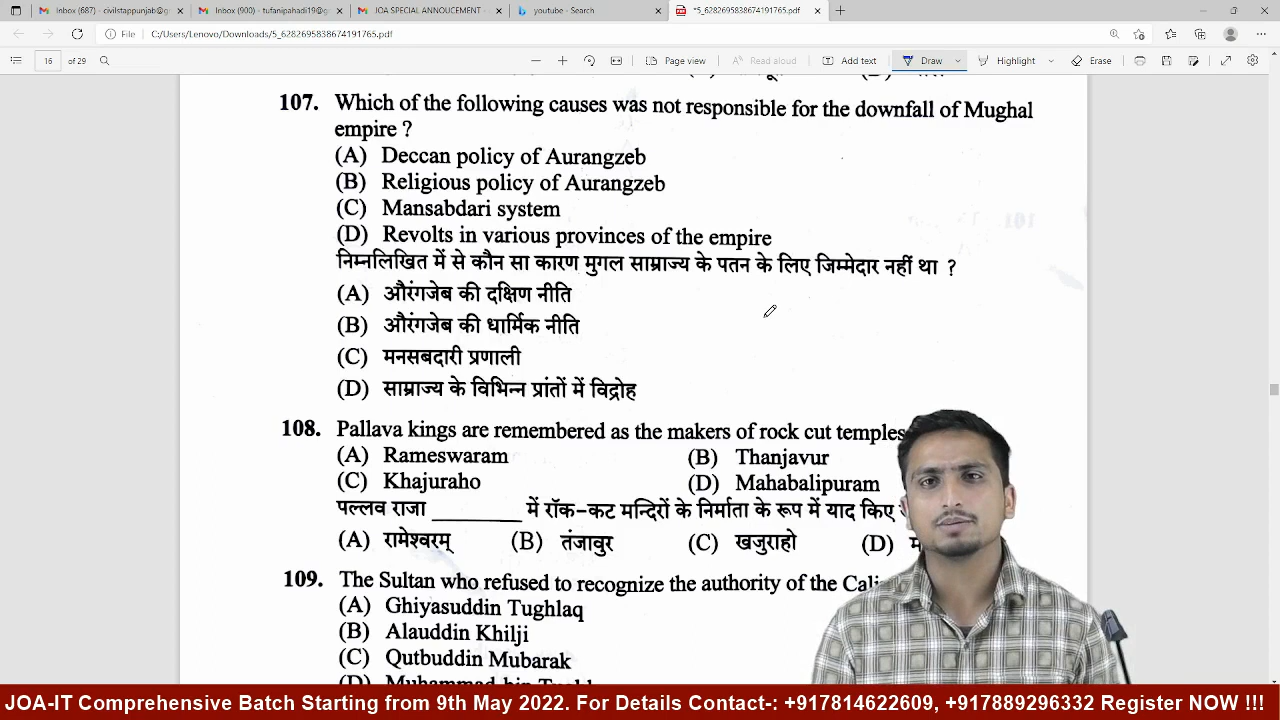 Inbox (687) - civilstappunjab@g
Inbox (900) - tufanipahadi19@g
JOA SPECIAL ANNOUCEMENT -
youtube - Search
*5_6282695838674191765.pdf
File C:/Users/Lenovo/Downloads/5_6282695838674191765.pdf
16 of 29 Page view Read aloud Add text Draw Highlight Erase
107. Which of the following causes was not responsible for the downfall of Mughal
empire ?
(A) Deccan policy of Aurangzeb
(B) Religious policy of Aurangzeb
(C) Mansabdari system
(D) Revolts in various provinces of the empire
निम्नलिखित में से कौन सा कारण मुगल साम्राज्य के पतन के लिए जिम्मेदार नहीं था ?
(A) औरंगजेब की दक्षिण नीति
(B) औरंगजेब की धार्मिक नीति
(C) मनसबदारी प्रणाली
(D) साम्राज्य के विभिन्न प्रांतों में विद्रोह
108. Pallava kings are remembered as the makers of rock cut temples
(A) Rameswaram (B) Thanjavur
(C) Khajuraho (D) Mahabalipuram
पल्लव राजा ________ में रॉक-कट मन्दिरों के निर्माता के रूप में याद किए
(A) रामेश्वरम् (B) तंजावुर (C) खजुराहो (D)
109. The Sultan who refused to recognize the authority of the
(A) Ghiyasuddin Tughlaq
(B) Alauddin Khilji
(C) Qutbuddin Mubarak
JOA-IT Comprehensive Batch Starting from 9th May 2022. For Details Contact-: +917814622609, +917889296332 Register NOW !!!